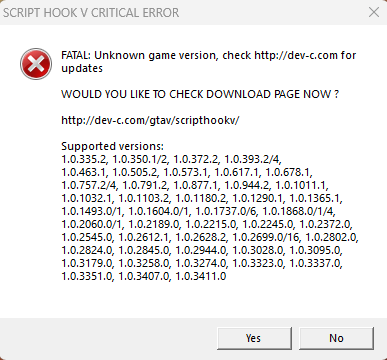 SCRIPT HOOK V CRITICAL ERROR
FATAL: Unknown game version, check http://dev-c.com for
updates
WOULD YOU LIKE TO CHECK DOWNLOAD PAGE NOW ?
http://dev-c.com/gtav/scripthookv/
Supported versions:
1.0.335.2, 1.0.350.1/2, 1.0.372.2, 1.0.393.2/4,
1.0.463.1, 1.0.505.2, 1.0.573.1, 1.0.617.1, 1.0.678.1,
1.0.757.2/4, 1.0.791.2, 1.0.877.1, 1.0.944.2, 1.0.1011.1,
1.0.1032.1, 1.0.1103.2, 1.0.1180.2, 1.0.1290.1, 1.0.1365.1,
1.0.1493.0/1, 1.0.1604.0/1, 1.0.1737.0/6, 1.0.1868.0/1/4,
1.0.2060.0/1, 1.0.2189.0, 1.0.2215.0, 1.0.2245.0, 1.0.2372.0,
1.0.2545.0, 1.0.2612.1, 1.0.2628.2, 1.0.2699.0/16, 1.0.2802.0,
1.0.2824.0, 1.0.2845.0, 1.0.2944.0, 1.0.3028.0, 1.0.3095.0,
1.0.3179.0, 1.0.3258.0, 1.0.3274.0, 1.0.3323.0, 1.0.3337.0,
1.0.3351.0, 1.0.3407.0, 1.0.3411.0
Yes
No